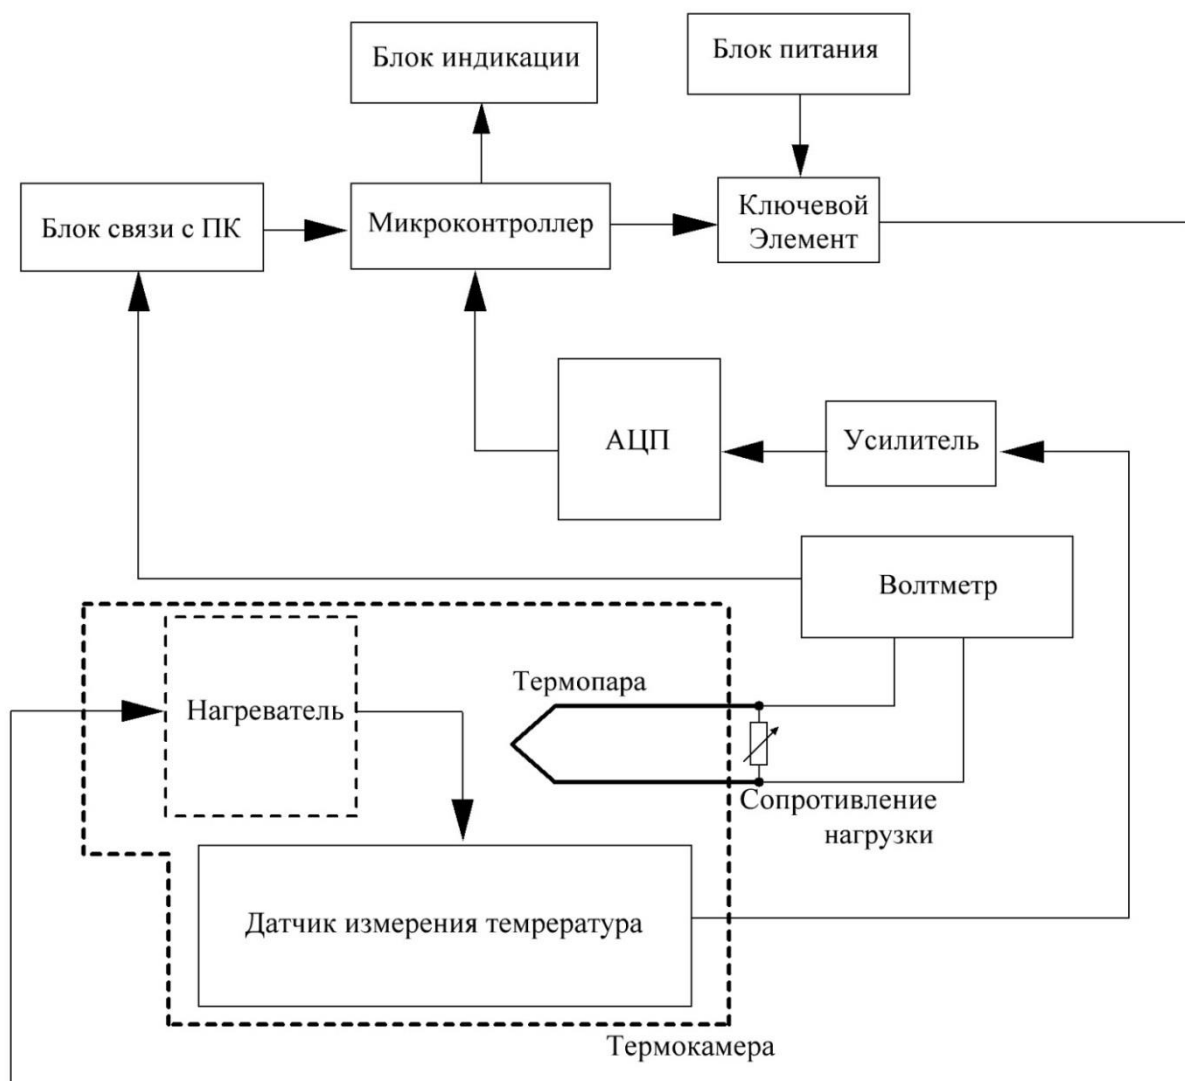 Блок индикации
Блок питания
Блок связи с ПК
Микроконтроллер
Ключевой
Элемент
АЦП
Усилитель
Волтметр
Термопара
Нагреватель
Сопротивление
нагрузки
Датчик измерения темрература
Термокамера